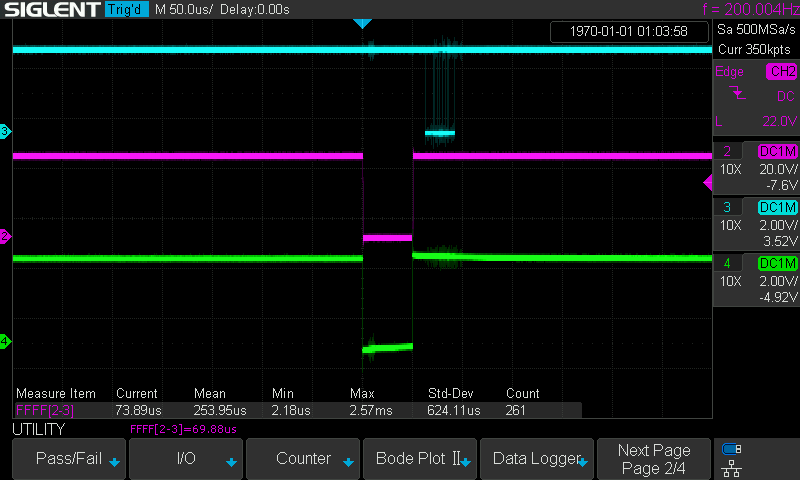 SIGLENT Trig'd M 50.0us/ Delay:0.00s f = 200.004Hz
1970-01-01 01:03:58
Sa 500MSa/s
Curr 350kpts
Edge CH2
DC
L 22.0V
2 DC1M
10X 20.0V/
-7.6V
3 DC1M
10X 2.00V/
3.52V
4 DC1M
10X 2.00V/
-4.92V
3
2
4
Measure Item Current Mean Min Max Std-Dev Count
FFFF[2-3] 73.89us 253.95us 2.18us 2.57ms 624.11us 261
UTILITY FFFF[2-3]=69.88us
Pass/Fail I/O Counter Bode Plot II Data Logger Next Page
Page 2/4